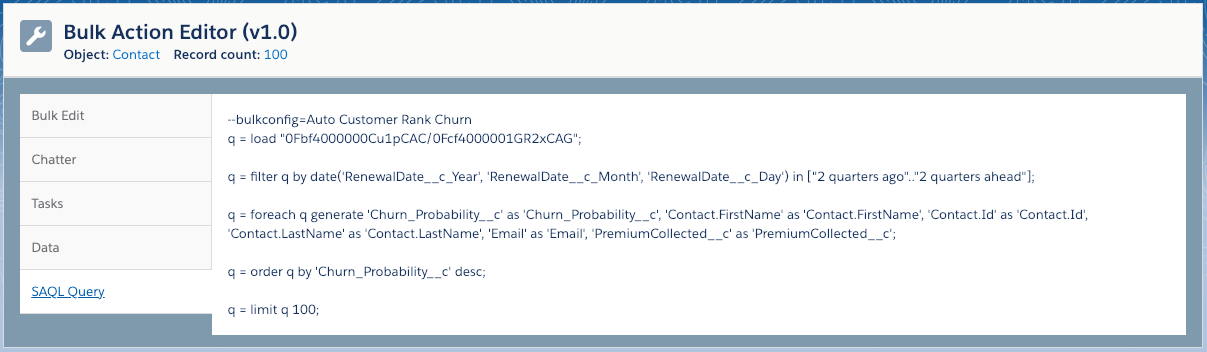 Bulk Action Editor (v1.0)
Object: Contact Record count: 100
Bulk Edit
Chatter
Tasks
Data
SAQL Query
--bulkconfig=Auto Customer Rank Churn
q = load "0Fbf4000000Cu1pCAC/0Fcf4000001GR2xCAG";
q = filter q by date('RenewalDate__c_Year', 'RenewalDate__c_Month', 'RenewalDate__c_Day') in ["2 quarters ago".."2 quarters ahead"];
q = foreach q generate 'Churn_Probability__c' as 'Churn_Probability__c', 'Contact.FirstName' as 'Contact.FirstName', 'Contact.Id' as 'Contact.Id',
'Contact.LastName' as 'Contact.LastName', 'Email' as 'Email', 'PremiumCollected__c' as 'PremiumCollected__c';
q = order q by 'Churn_Probability__c' desc;
q = limit q 100;